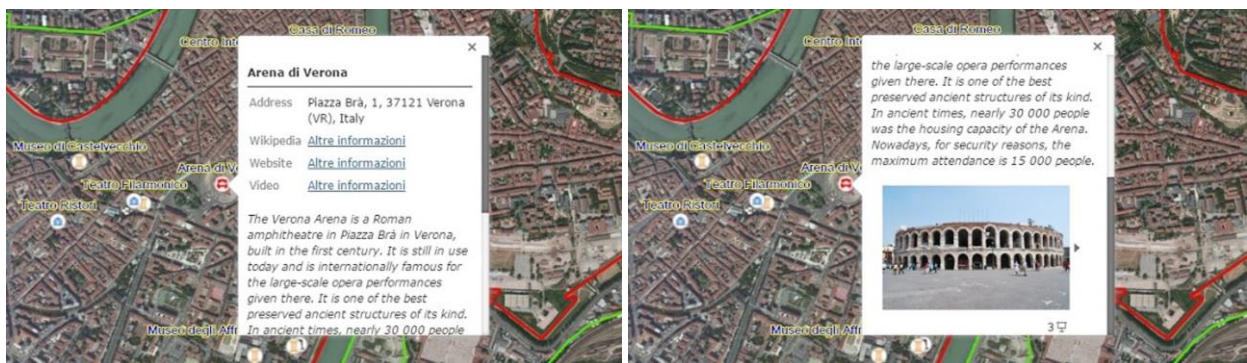 Casa di Romeo
Centro Int
×
Arena di Verona
Address Piazza Brà, 1, 37121 Verona
(VR), Italy
Wikipedia Altre informazioni
Website Altre informazioni
Video Altre informazioni
The Verona Arena is a Roman
amphitheatre in Piazza Brà in Verona,
built in the first century. It is still in use
today and is internationally famous for
the large-scale opera performances
given there. It is one of the best
preserved ancient structures of its kind.
In ancient times, nearly 30 000 people
Museo di Castelvecchio
Arena di V
Teatro Filarmonico
Teatro Ristori
Museo degli Aff
Casa di Romeo
Centro Int
×
the large-scale opera performances
given there. It is one of the best
preserved ancient structures of its kind.
In ancient times, nearly 30 000 people
was the housing capacity of the Arena.
Nowadays, for security reasons, the
maximum attendance is 15 000 people.
3
Museo di Castelvecchio
Arena di V
Teatro Filarmonico
Teatro Ristori
Museo degli Aff